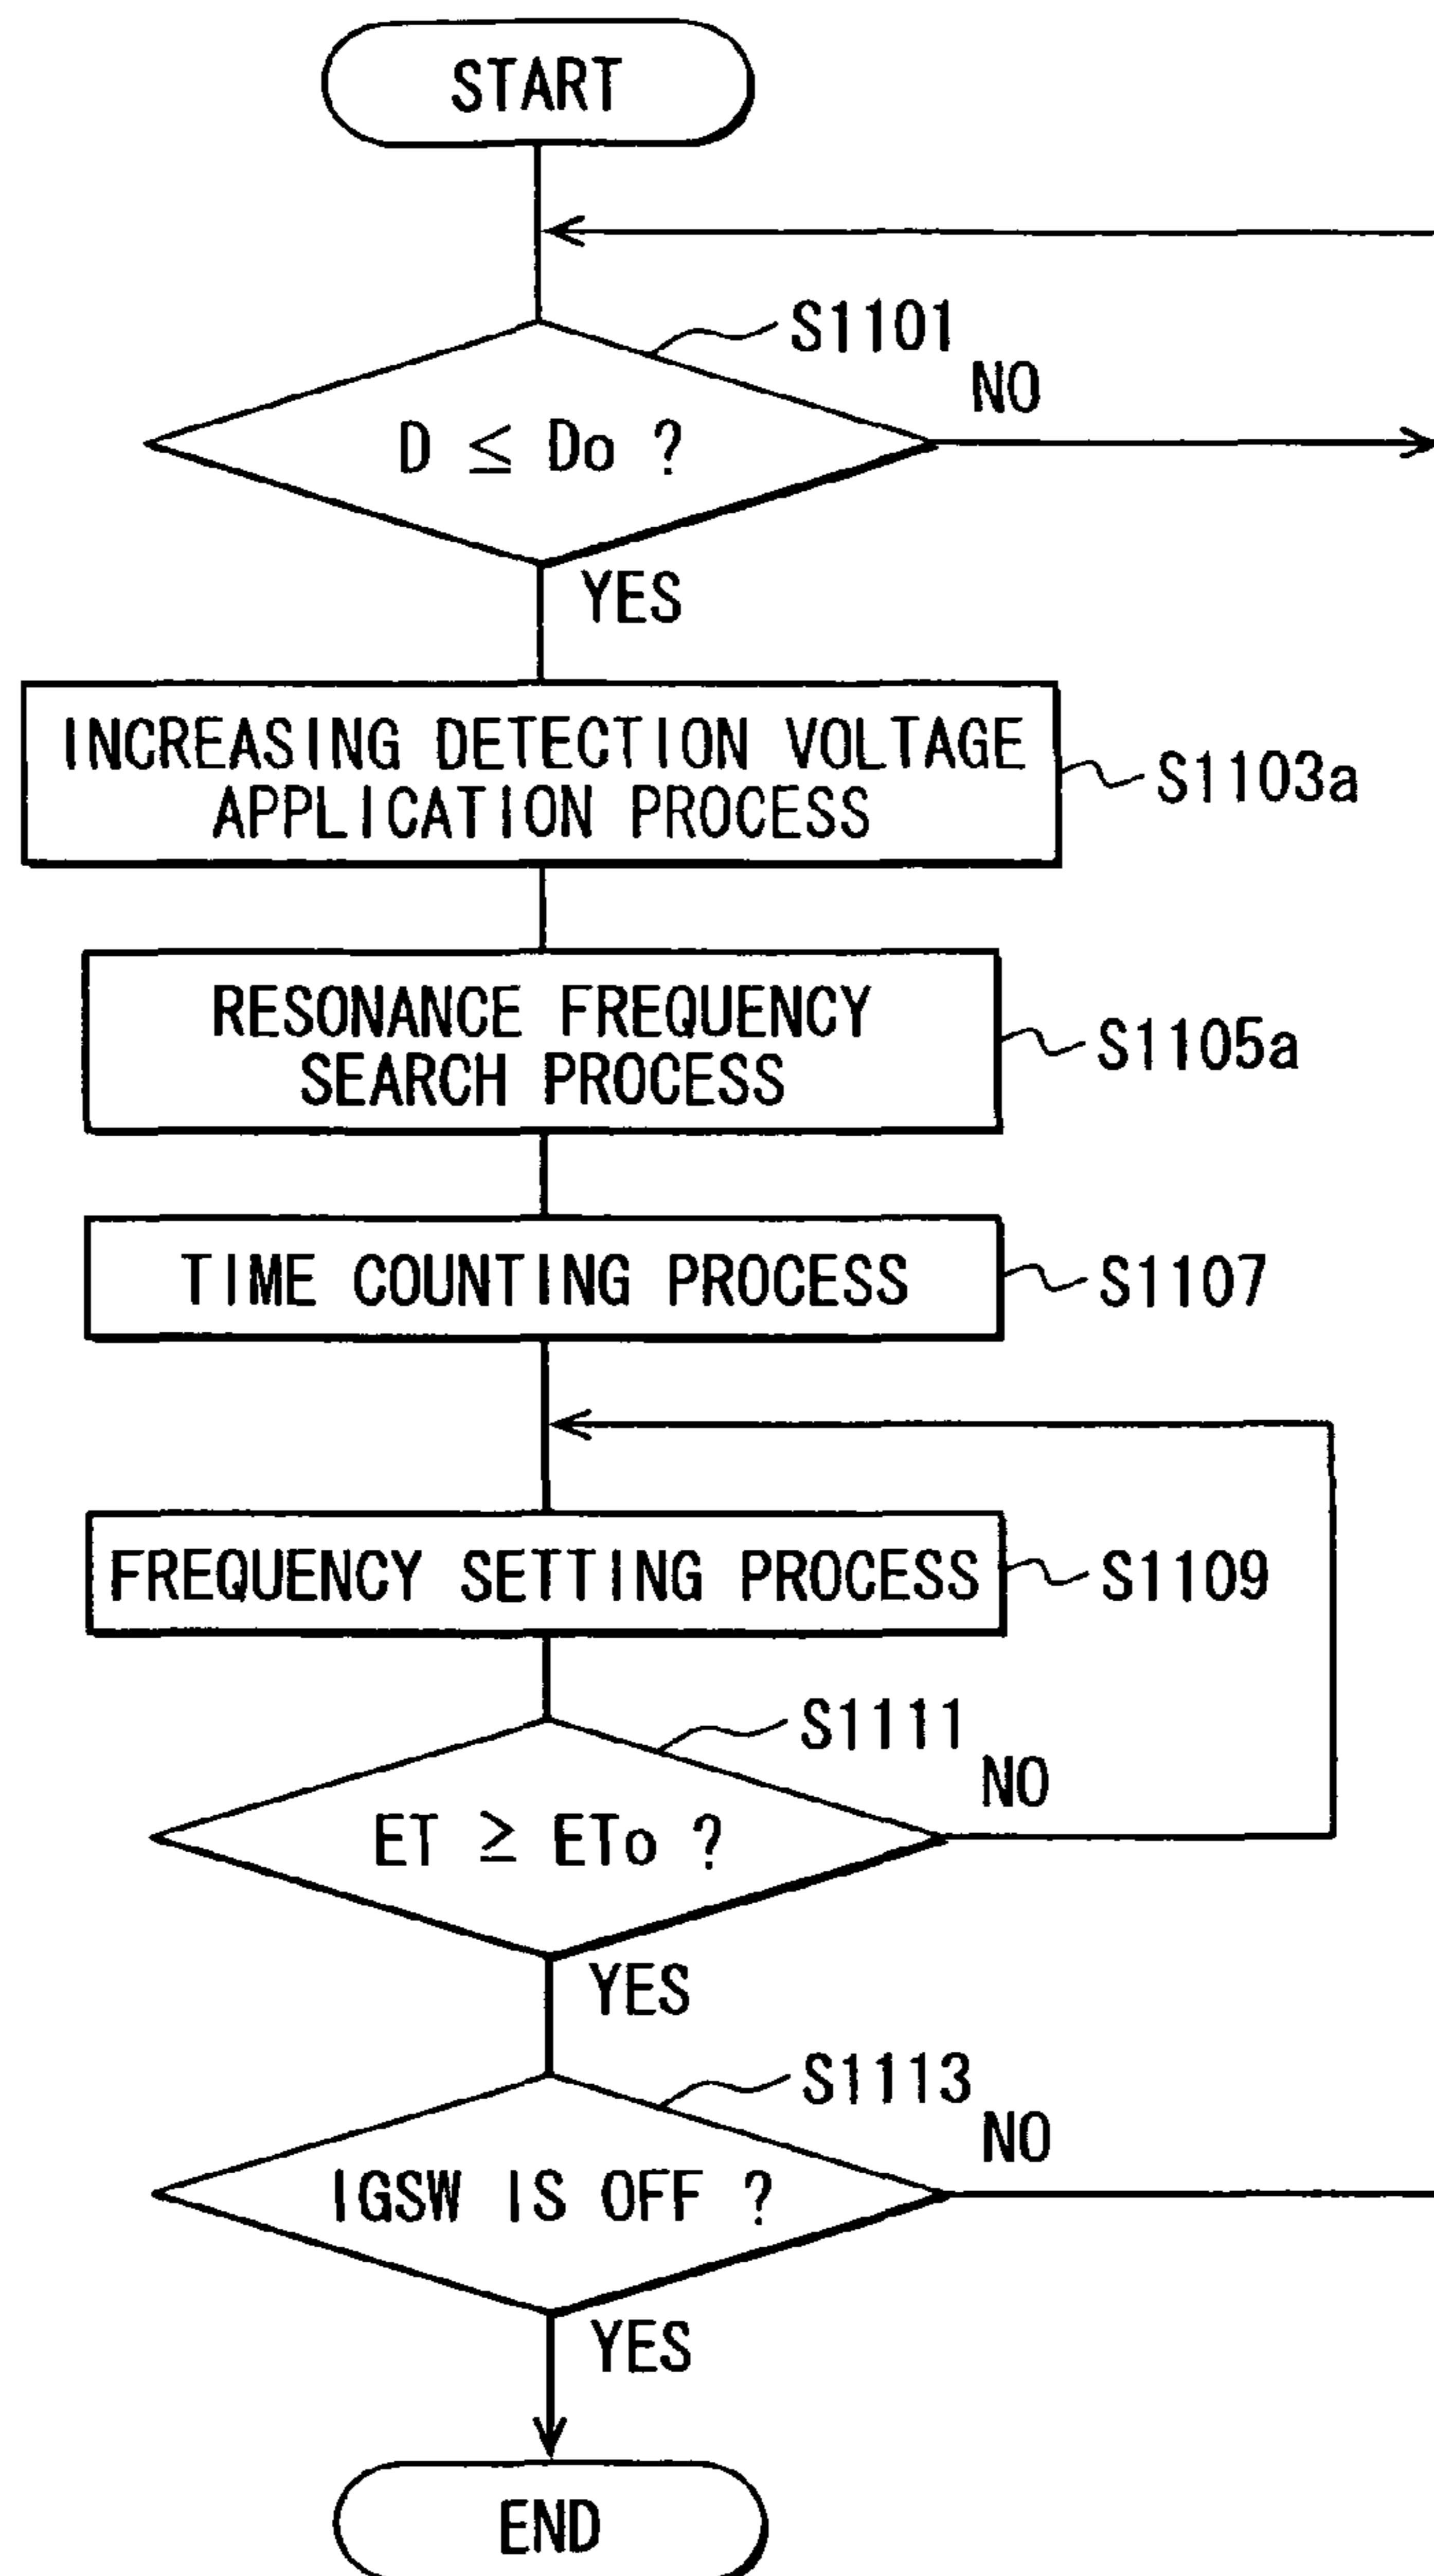 START
S1101
NO
D ≤ Do ?
YES
INCREASING DETECTION VOLTAGE
APPLICATION PROCESS
S1103a
RESONANCE FREQUENCY
SEARCH PROCESS
S1105a
TIME COUNTING PROCESS
S1107
FREQUENCY SETTING PROCESS
S1109
S1111
NO
ET ≥ ETo ?
YES
S1113
NO
IGSW IS OFF ?
YES
END